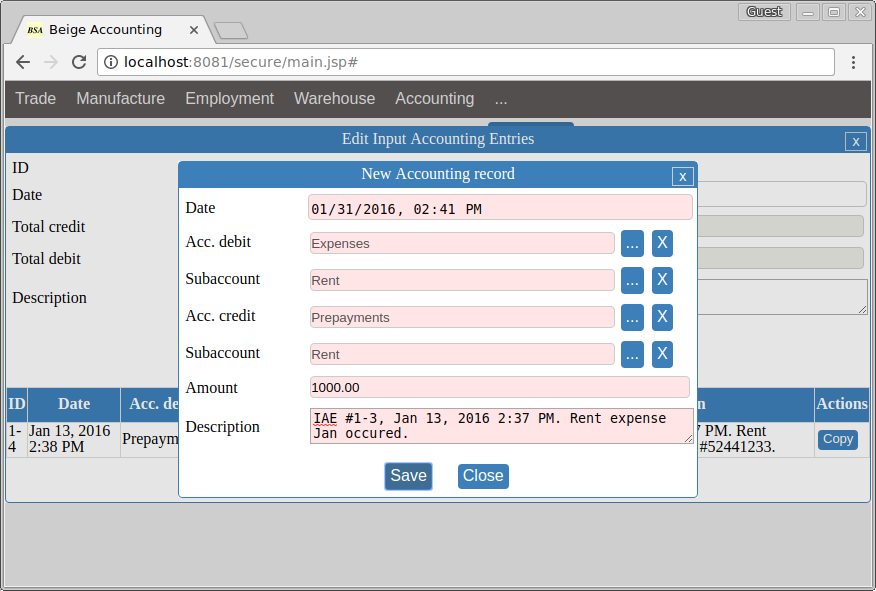 Guest
BSA Beige Accounting
localhost:8081/secure/main.jsp#
Trade Manufacture Employment Warehouse Accounting ...
Edit Input Accounting Entries x
ID
Date
Total credit
Total debit
Description
New Accounting record x
Date 01/31/2016, 02:41 PM
Acc. debit Expenses ... X
Subaccount Rent ... X
Acc. credit Prepayments ... X
Subaccount Rent ... X
Amount 1000.00
Description IAE #1-3, Jan 13, 2016 2:37 PM. Rent expense
Jan occured.
Save Close
ID Date Acc. de n Actions
1- Jan 13, 2016 Prepaym 7 PM. Rent Copy
4 2:38 PM #52441233.